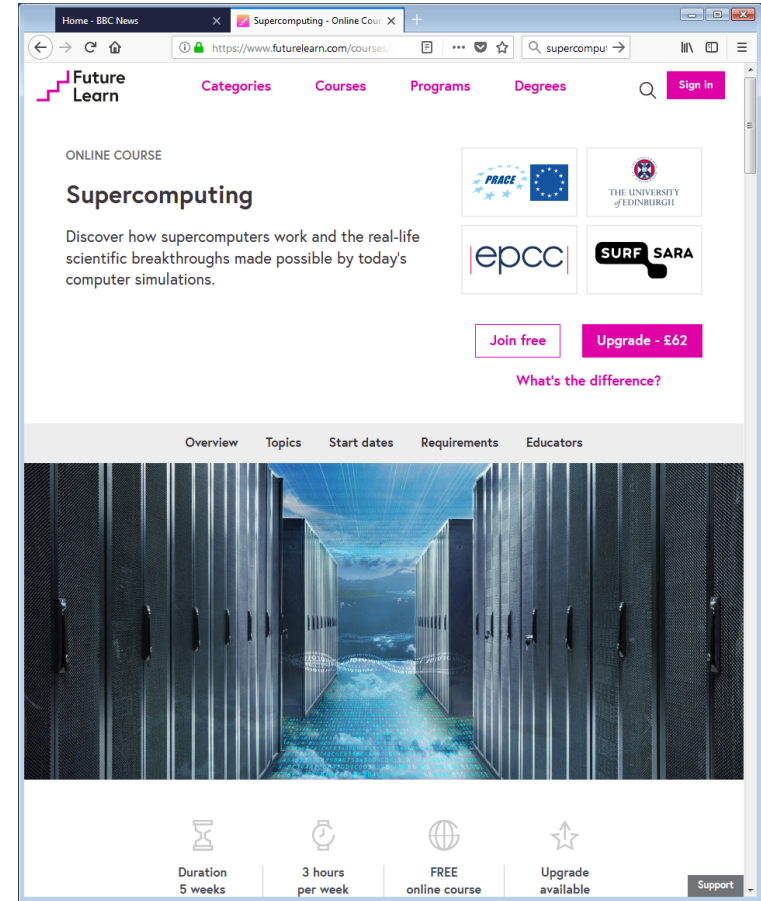 Home - BBC News
Supercomputing - Online Cour
https://www.futurelearn.com/courses/
supercomput
Future
Learn
Categories
Courses
Programs
Degrees
Sign in
ONLINE COURSE
Supercomputing
Discover how supercomputers work and the real-life
scientific breakthroughs made possible by today's
computer simulations.
PRACE
THE UNIVERSITY
of EDINBURGH
epcc
SURF SARA
Join free
Upgrade - £62
What's the difference?
Overview
Topics
Start dates
Requirements
Educators
Duration
5 weeks
3 hours
per week
FREE
online course
Upgrade
available
Support